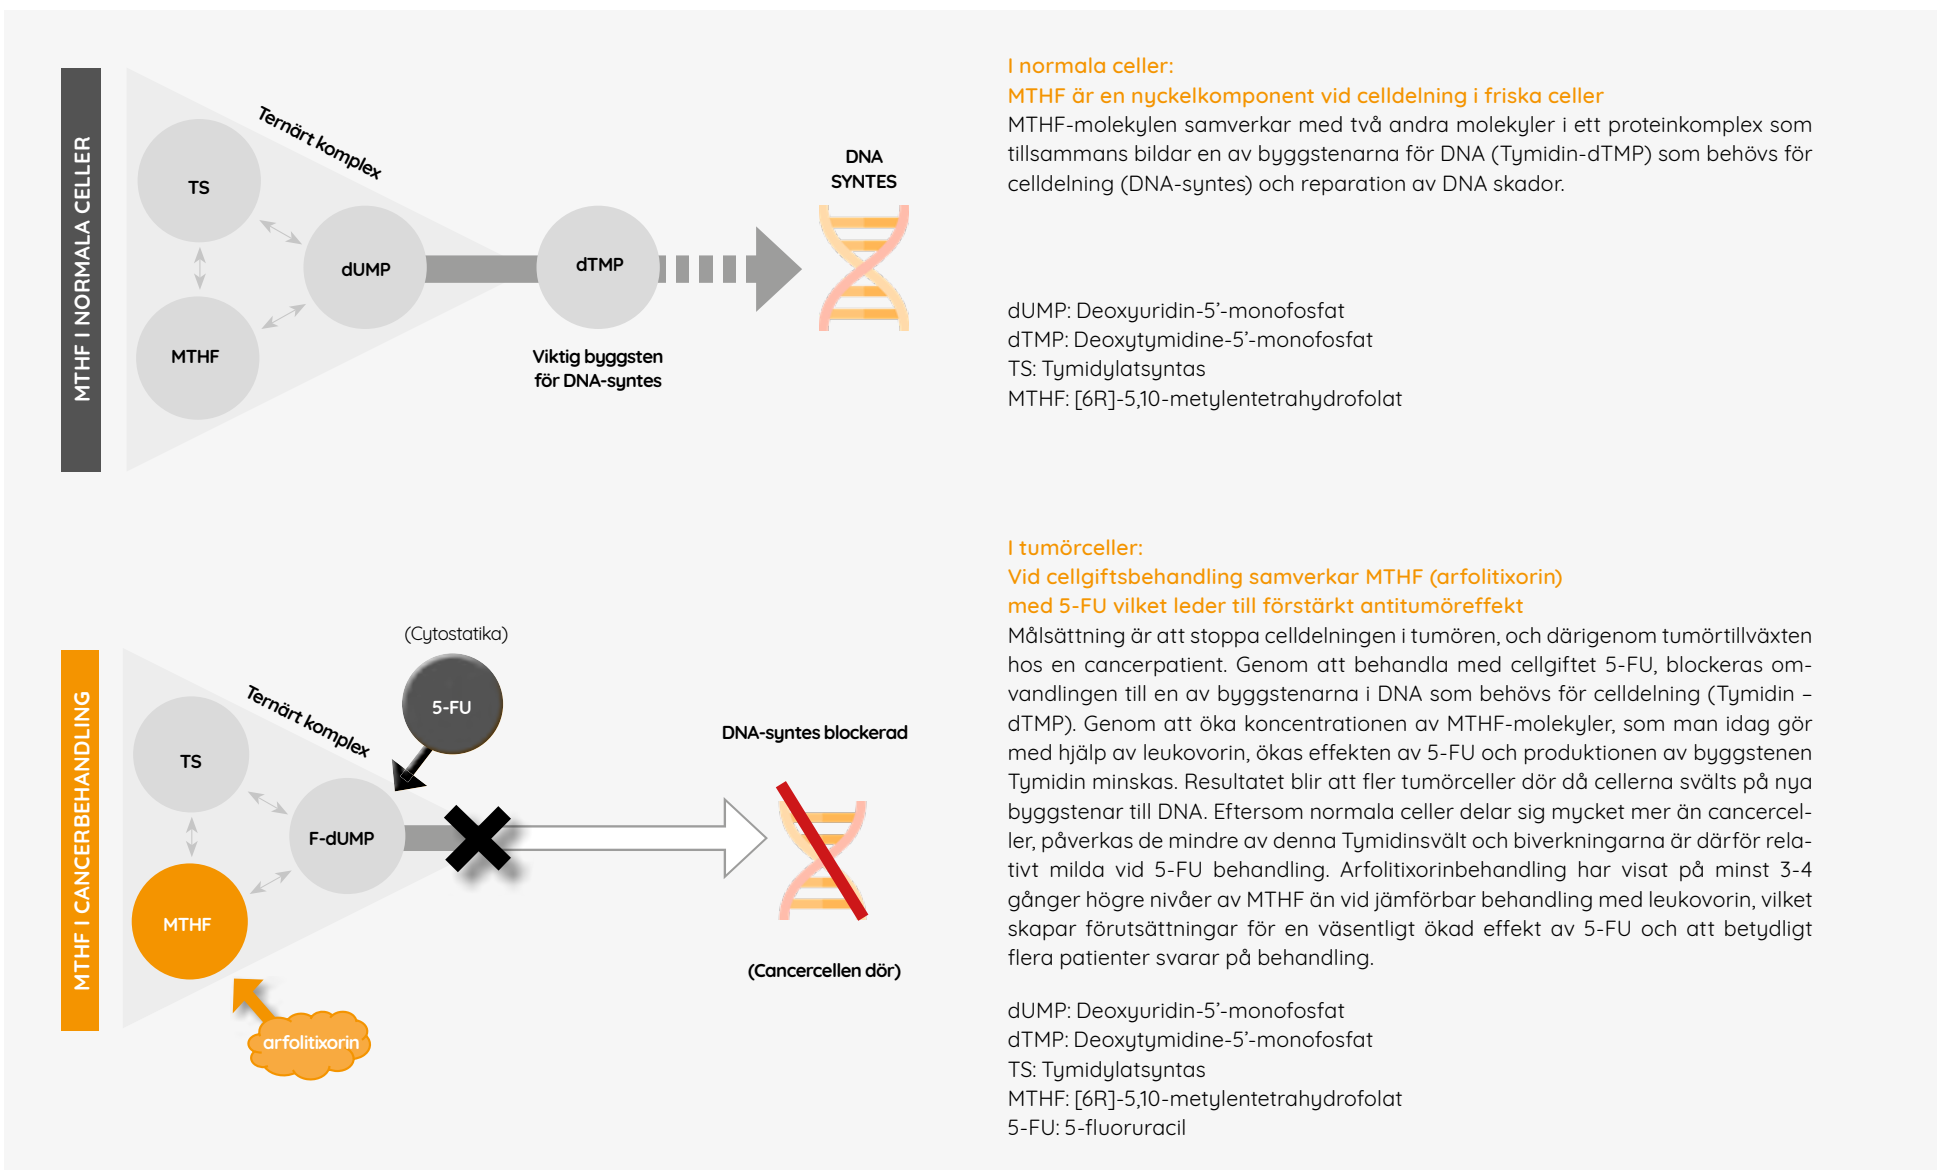 MTHF I NORMALA CELLER
Ternärt komplex
TS
dUMP
MTHF
dTMP
Viktig byggsten
för DNA-syntes
DNA
SYNTES
I normala celler:
MTHF är en nyckelkomponent vid celldelning i friska celler
MTHF-molekylen samverkar med två andra molekyler i ett proteinkomplex som
tillsammans bildar en av byggstenarna för DNA (Tymidin-dTMP) som behövs för
celldelning (DNA-syntes) och reparation av DNA skador.
dUMP: Deoxyuridin-5’-monofosfat
dTMP: Deoxytymidine-5’-monofosfat
TS: Tymidylatsyntas
MTHF: [6R]-5,10-metylentetrahydrofolat
MTHF I CANCERBEHANDLING
Ternärt komplex
(Cytostatika)
5-FU
TS
F-dUMP
MTHF
arfolitixorin
DNA-syntes blockerad
(Cancercellen dör)
I tumörceller:
Vid cellgiftsbehandling samverkar MTHF (arfolitixorin)
med 5-FU vilket leder till förstärkt antitumöreffekt
Målsättning är att stoppa celldelningen i tumören, och därigenom tumörtillväxten
hos en cancerpatient. Genom att behandla med cellgiftet 5-FU, blockeras om-
vandlingen till en av byggstenarna i DNA som behövs för celldelning (Tymidin –
dTMP). Genom att öka koncentrationen av MTHF-molekyler, som man idag gör
med hjälp av leukovorin, ökas effekten av 5-FU och produktionen av byggstenen
Tymidin minskas. Resultatet blir att fler tumörceller dör då cellerna svälts på nya
byggstenar till DNA. Eftersom normala celler delar sig mycket mer än cancercel-
ler, påverkas de mindre av denna Tymidinsvält och biverkningarna är därför rela-
tivt milda vid 5-FU behandling. Arfolitixorinbehandling har visat på minst 3-4
gånger högre nivåer av MTHF än vid jämförbar behandling med leukovorin, vilket
skapar förutsättningar för en väsentligt ökad effekt av 5-FU och att betydligt
flera patienter svarar på behandling.
dUMP: Deoxyuridin-5’-monofosfat
dTMP: Deoxytymidine-5’-monofosfat
TS: Tymidylatsyntas
MTHF: [6R]-5,10-metylentetrahydrofolat
5-FU: 5-fluoruracil